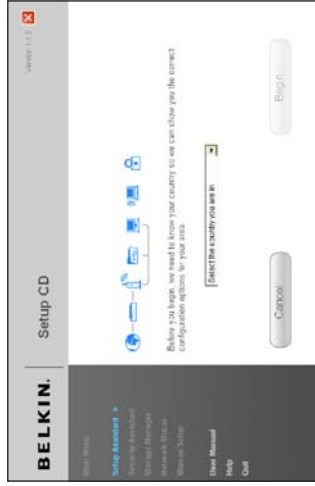 BELKIN.
Setup CD
Version 1.1.2
Main Menu
Setup Assistant >
Security Assistant
Storage Manager
Network Status
Manual Setup
User Manual
Help
Quit
Before you begin, we need to know your country so we can show you the correct
configuration options for your area.
Select the country you are in
Cancel
Begin